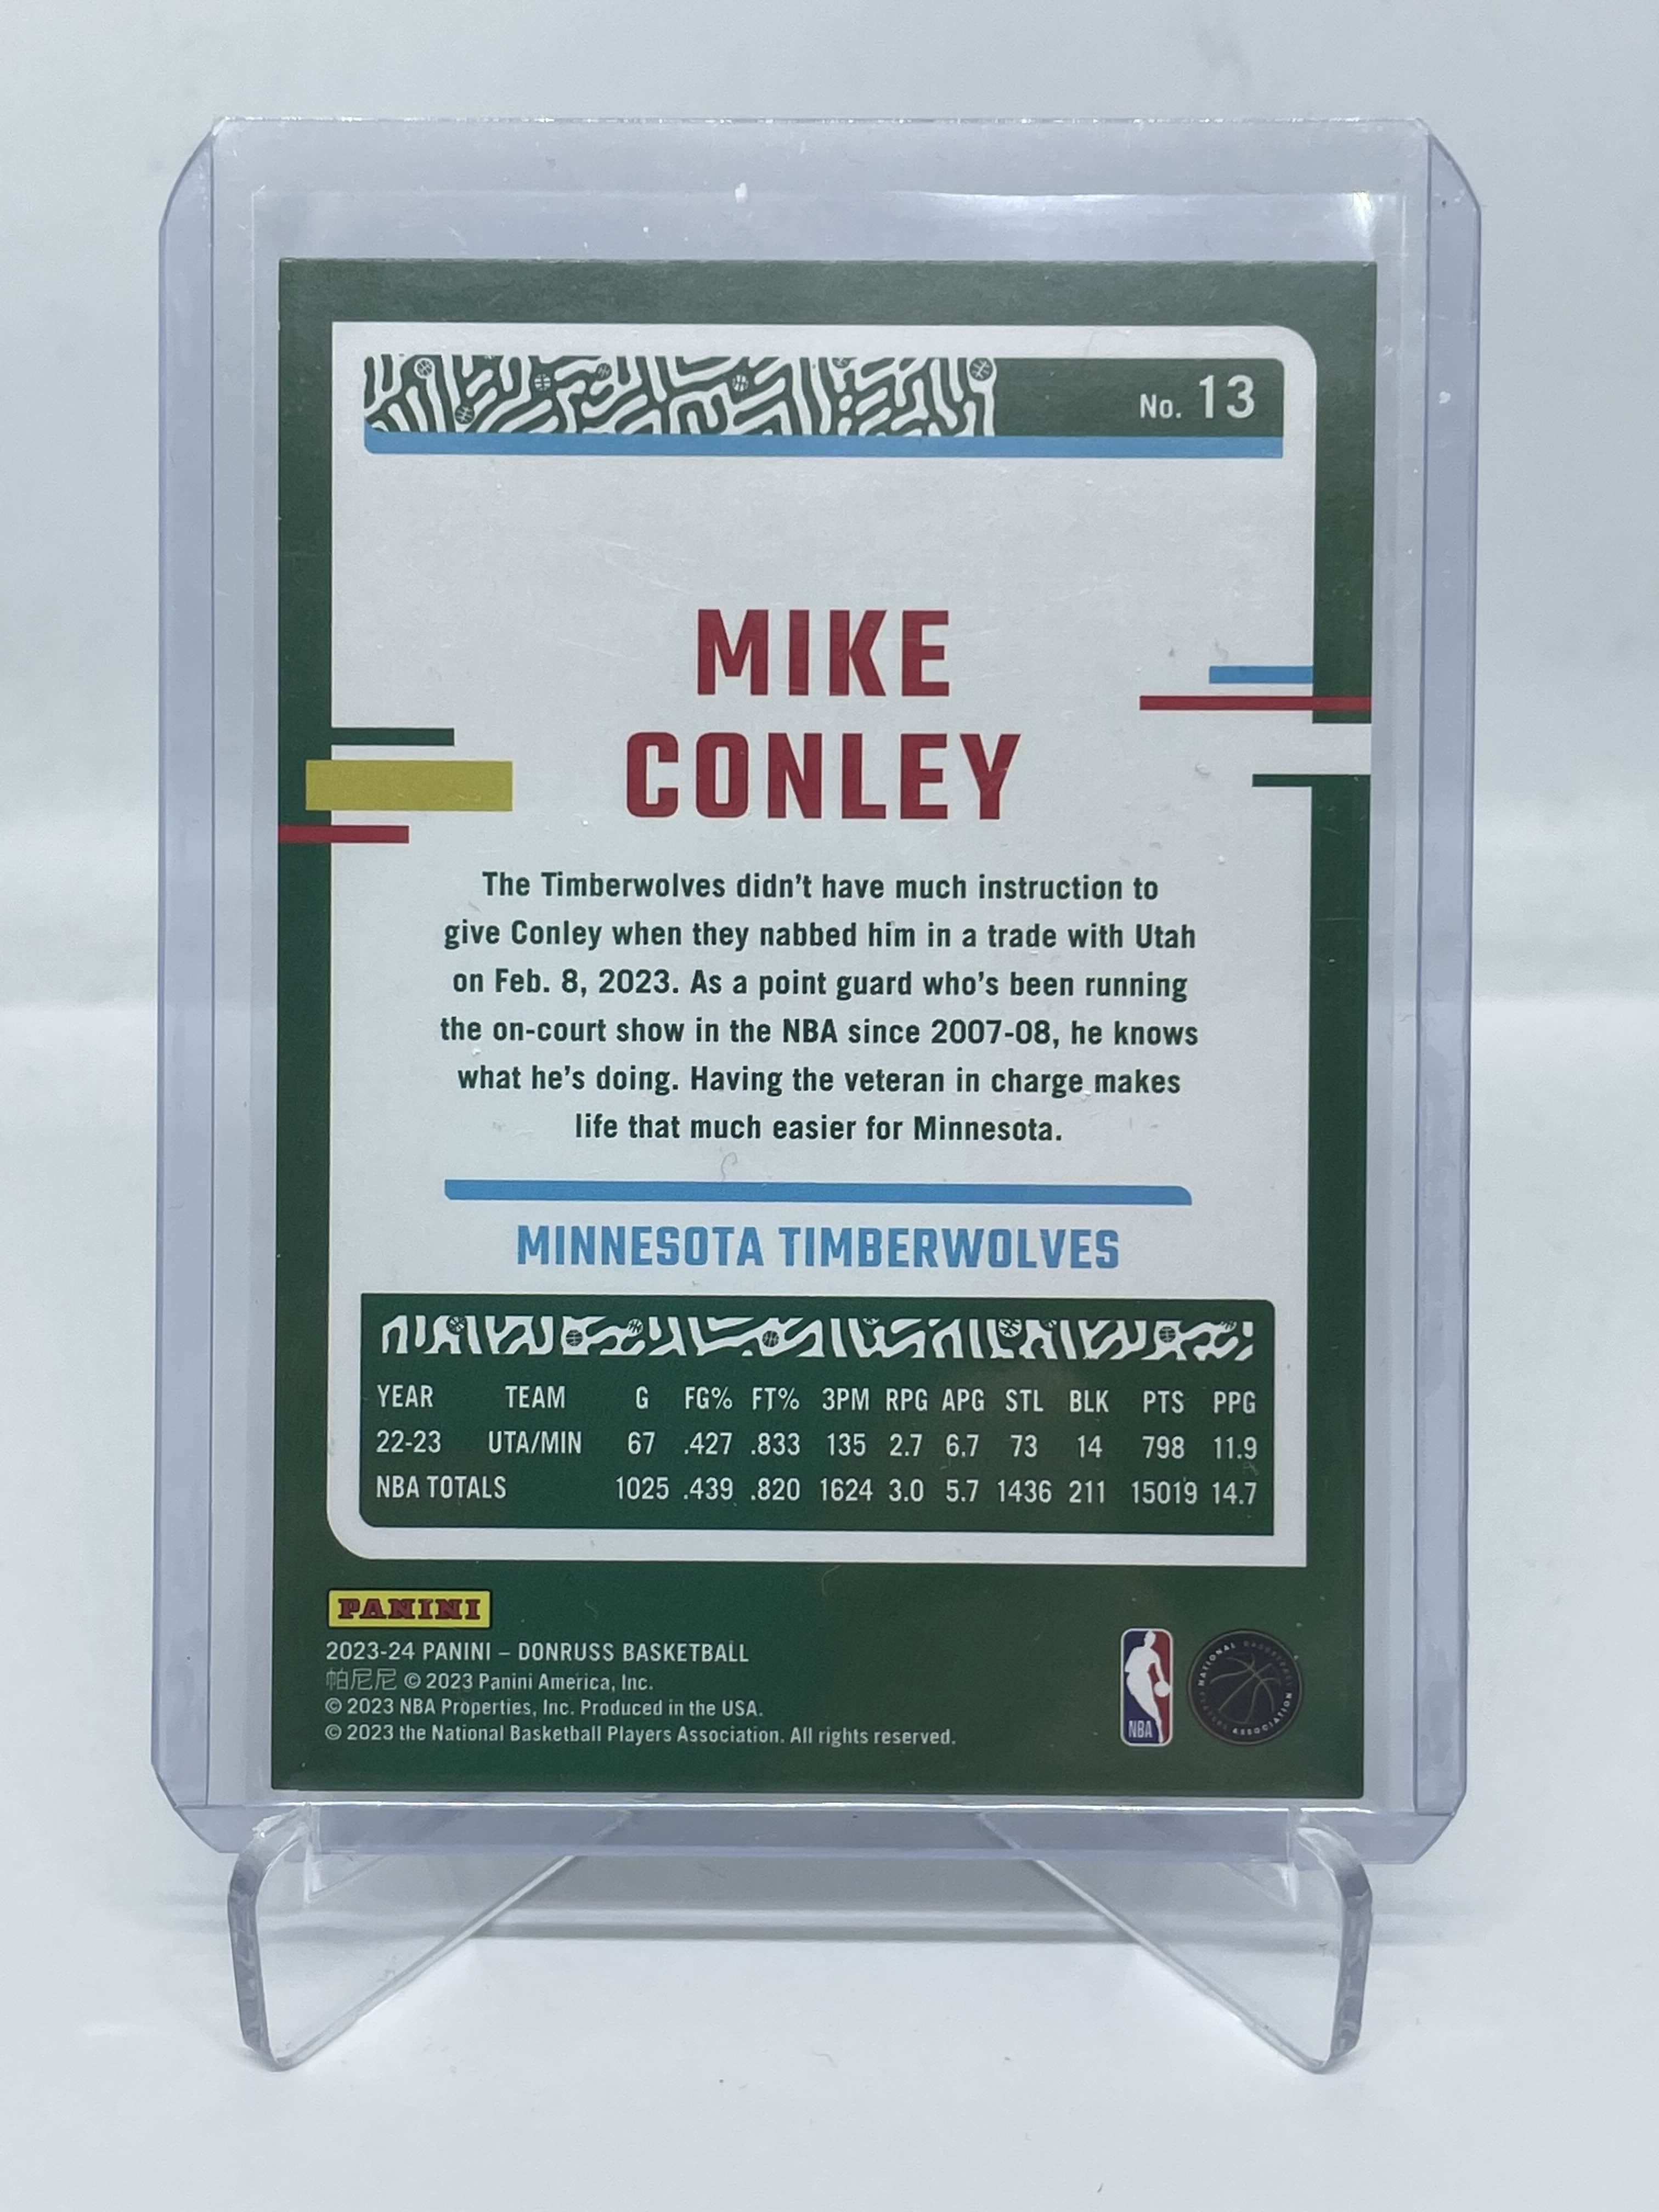 No. 13
MIKE
CONLEY
The Timberwolves didn't have much instruction to
give Conley when they nabbed him in a trade with Utah
on Feb. 8, 2023. As a point guard who's been running
the on-court show in the NBA since 2007-08, he knows
what he's doing. Having the veteran in charge makes
life that much easier for Minnesota.
MINNESOTA TIMBERWOLVES
YEAR TEAM G FG% FT% 3PM RPG APG STL BLK PTS PPG
22-23 UTA/MIN 67 .427 .833 135 2.7 6.7 73 14 798 11.9
NBA TOTALS 1025 .439 .820 1624 3.0 5.7 1436 211 15019 14.7
PANINI
2023-24 PANINI – DONRUSS BASKETBALL
帕尼尼 © 2023 Panini America, Inc.
© 2023 NBA Properties, Inc. Produced in the USA.
© 2023 the National Basketball Players Association. All rights reserved.
NBA
NATIONAL BASKETBALL PLAYERS ASSOCIATION